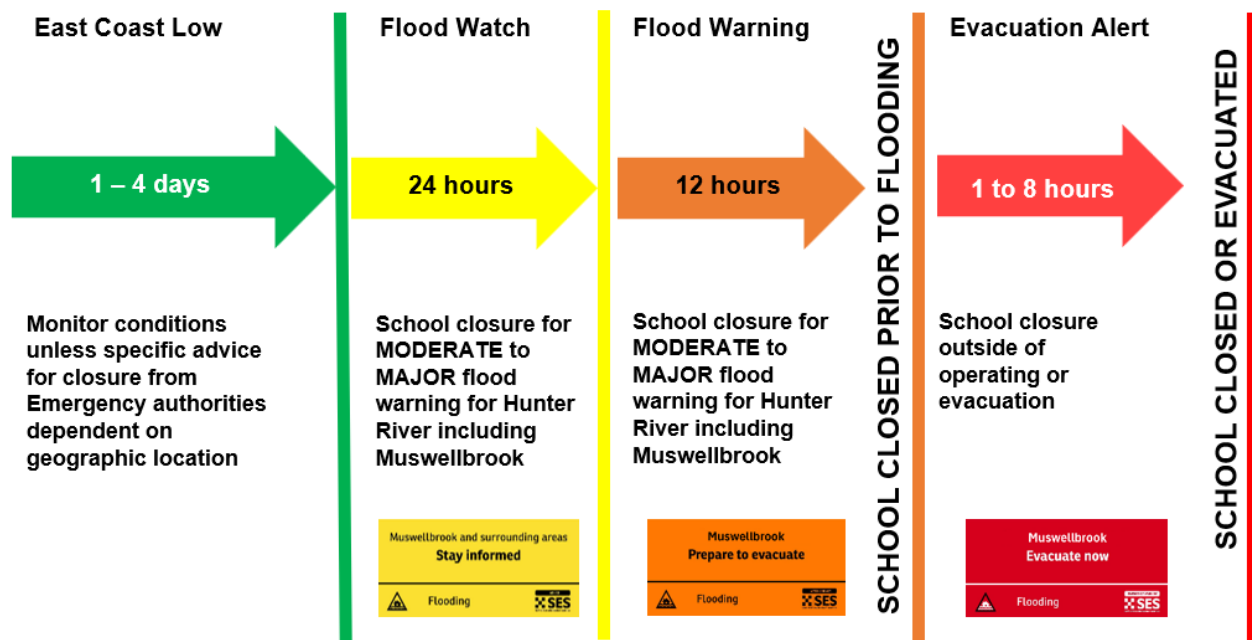 East Coast Low
1 – 4 days
Monitor conditions
unless specific advice
for closure from
Emergency authorities
dependent on
geographic location
Flood Watch
24 hours
School closure for
MODERATE to
MAJOR flood
warning for Hunter
River including
Muswellbrook
Muswellbrook and surrounding areas
Stay informed
Flooding
SES
Flood Warning
12 hours
School closure for
MODERATE to
MAJOR flood
warning for Hunter
River including
Muswellbrook
Muswellbrook
Prepare to evacuate
Flooding
SES
SCHOOL CLOSED PRIOR TO FLOODING
Evacuation Alert
1 to 8 hours
School closure
outside of
operating or
evacuation
Muswellbrook
Evacuate now
Flooding
SES
SCHOOL CLOSED OR EVACUATED